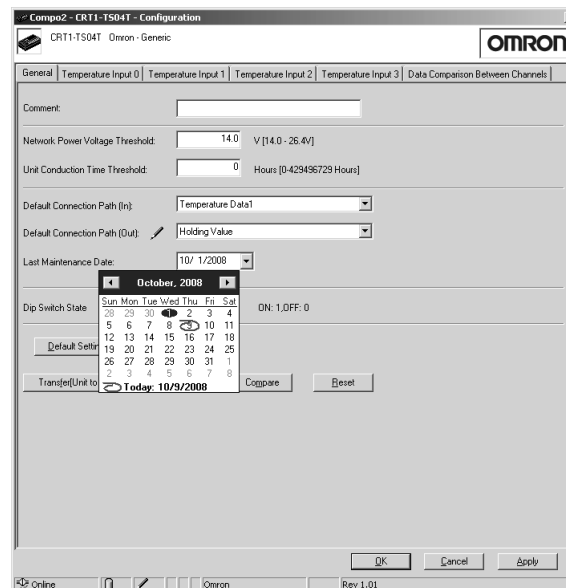 Compo2 - CRT1-TS04T - Configuration
CRT1-TS04T Omron - Generic
OMRON
General Temperature Input 0 Temperature Input 1 Temperature Input 2 Temperature Input 3 Data Comparison Between Channels
Comment:
Network Power Voltage Threshold: 14.0 V [14.0 - 26.4V]
Unit Conduction Time Threshold: 0 Hours [0-429496729 Hours]
Default Connection Path (In): Temperature Data1
Default Connection Path (Out): Holding Value
Last Maintenance Date: 10/ 1/2008
October, 2008
Sun Mon Tue Wed Thu Fri Sat
28 29 30 1 2 3 4
Dip Switch State ON: 1,OFF: 0
5 6 7 8 9 10 11
12 13 14 15 16 17 18
Default Settin
19 20 21 22 23 24 25
26 27 28 29 30 31 1
2 3 4 5 6 7 8
Transfer(Unit to Compare Reset
Today: 10/9/2008
OK Cancel Apply
Online Omron Rev 1.01